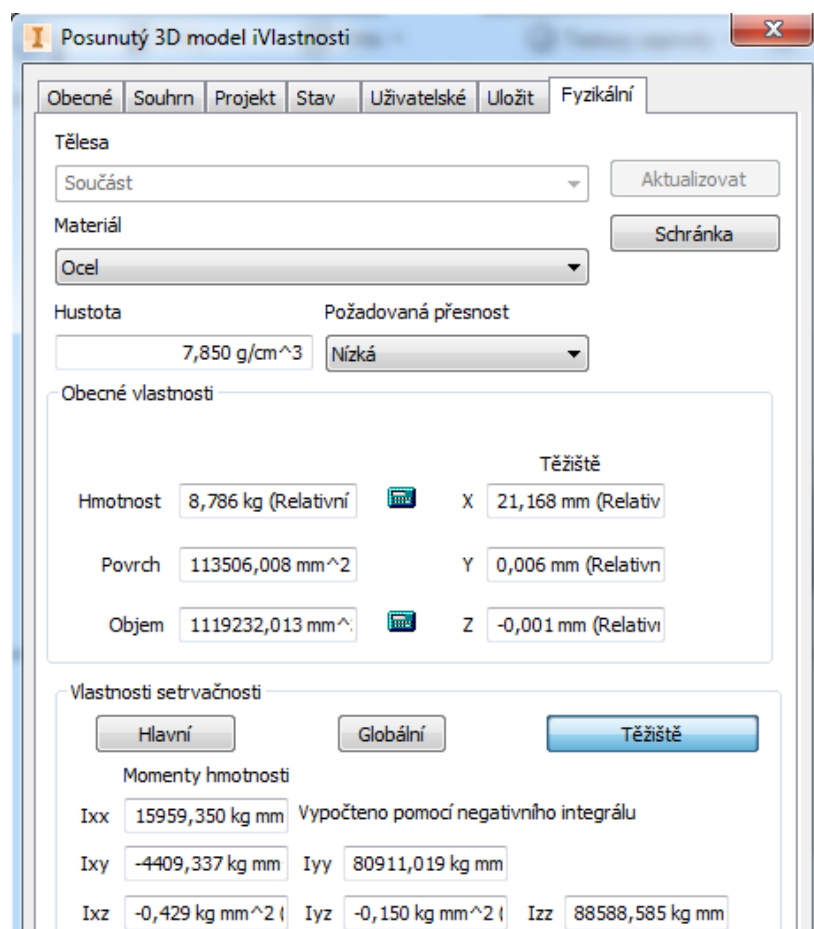 Posunutý 3D model iVlastnosti
Obecné Souhrn Projekt Stav Uživatelské Uložit Fyzikální
Tělesa
Součást Aktualizovat
Materiál
Schránka
Ocel
Hustota Požadovaná přesnost
7,850 g/cm^3 Nízká
Obecné vlastnosti
Těžiště
Hmotnost 8,786 kg (Relativní X 21,168 mm (Relativ
Povrch 113506,008 mm^2 Y 0,006 mm (Relativn
Objem 1119232,013 mm^ Z -0,001 mm (Relativ
Vlastnosti setrvačnosti
Hlavní Globální Těžiště
Momenty hmotnosti
Ixx 15959,350 kg mm Vypočteno pomocí negativního integrálu
Ixy -4409,337 kg mm Iyy 80911,019 kg mm
Ixz -0,429 kg mm^2 ( Iyz -0,150 kg mm^2 ( Izz 88588,585 kg mm